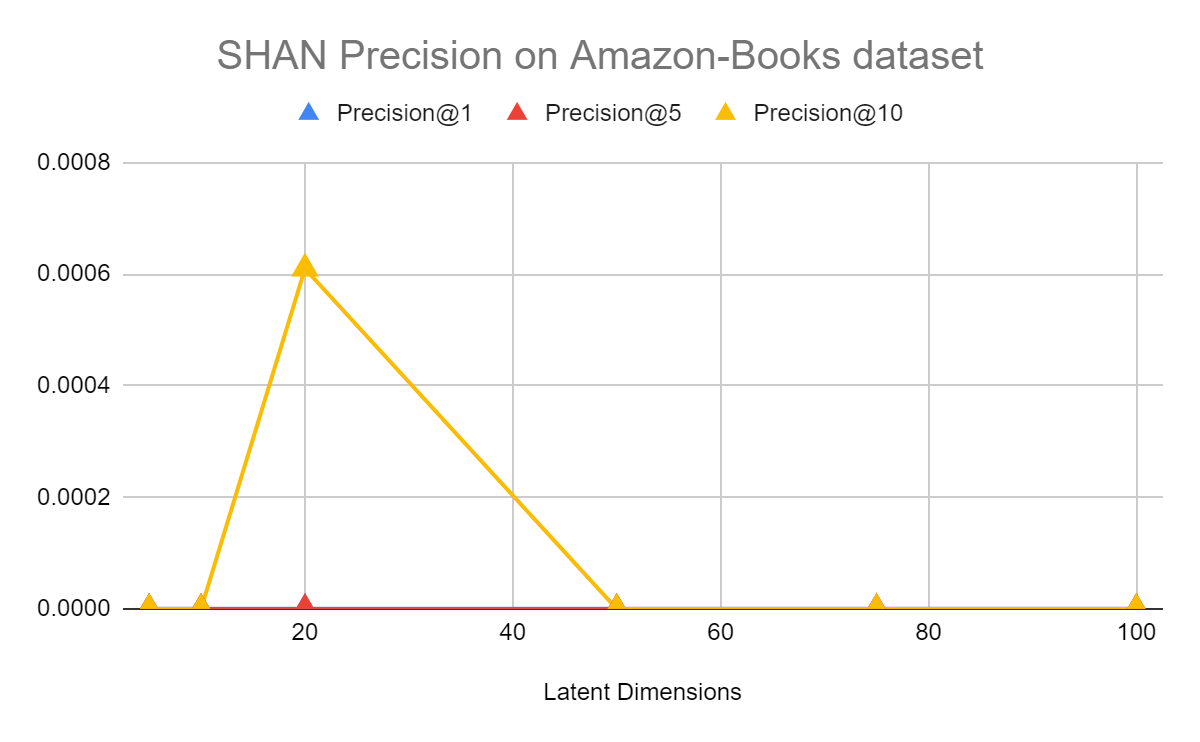 SHAN Precision on Amazon-Books dataset
Precision@1 Precision@5 Precision@10
0.0008
0.0006
0.0004
0.0002
0.0000
20 40 60 80 100
Latent Dimensions